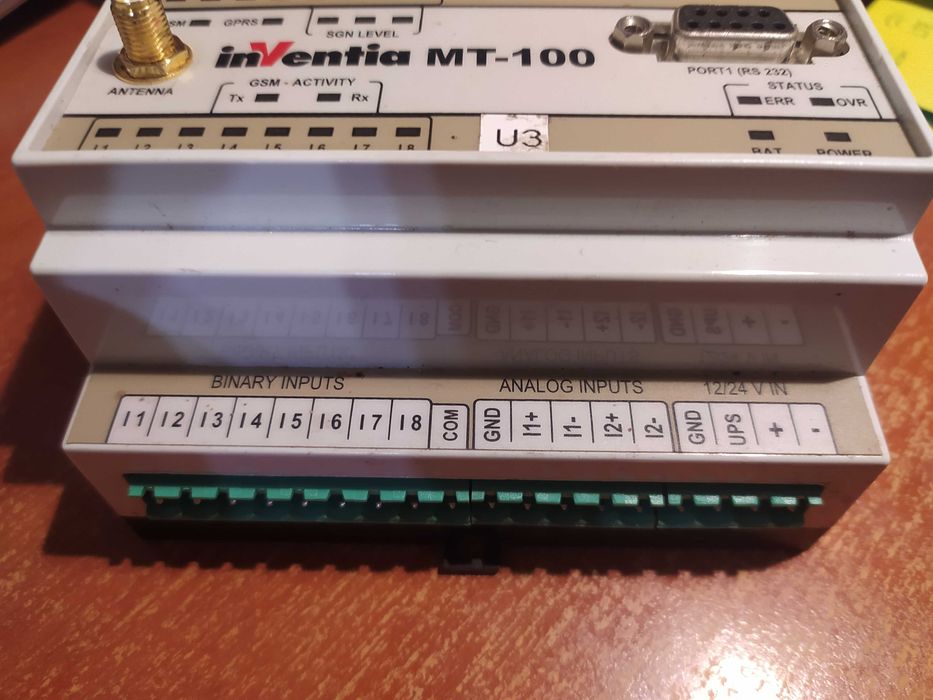 GPRS
SGN LEVEL
inVentia MT-100
PORT1 (RS 232)
ANTENNA
GSM - ACTIVITY
Tx Rx
STATUS
ERR OVR
I1 I2 I3 I4 I5 I6 I7 I8
U3
BAT POWER
BINARY INPUTS ANALOG INPUTS 12/24 V IN
I1 I2 I3 I4 I5 I6 I7 I8 COM GND I1+ I1- I2+ I2- GND UPS + -